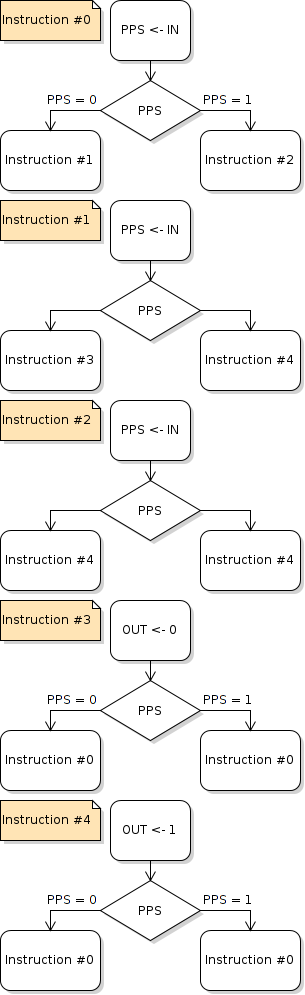 Instruction #0
PPS <- IN
PPS = 0
PPS = 1
PPS
Instruction #1
Instruction #2
Instruction #1
PPS <- IN
PPS
Instruction #3
Instruction #4
Instruction #2
PPS <- IN
PPS
Instruction #4
Instruction #4
Instruction #3
OUT <- 0
PPS = 0
PPS = 1
PPS
Instruction #0
Instruction #0
Instruction #4
OUT <- 1
PPS = 0
PPS = 1
PPS
Instruction #0
Instruction #0